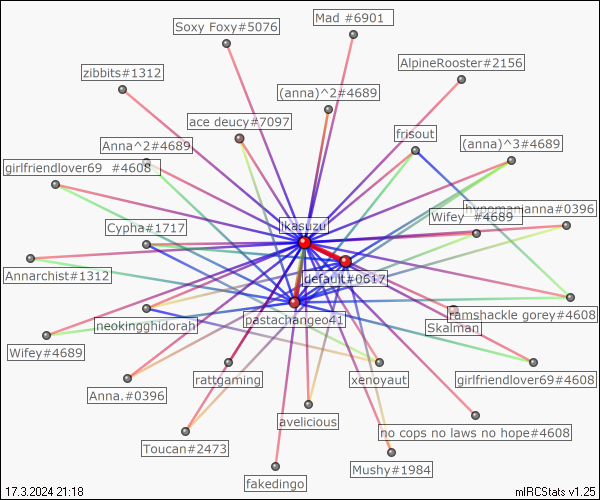 Mad #6901
Soxy Foxy#5076
AlpineRooster#2156
zibbits#1312
(anna)^2#4689
ace deucy#7097
frisout
Anna^2#4689
(anna)^3#4689
girlfriendlover69 #4608
hypomanianna#0396
Wifey #4689
Cypha#1717
Ikasuzu
Annarchist#1312
default#0617
ramshackle gorey#4608
pastachangeo41
neokingghidorah
Skalman
Wifey#4689
rattgaming
xenoyaut
girlfriendlover69#4608
Anna.#0396
avelicious
no cops no laws no hope#4608
Toucan#2473
Mushy#1984
fakedingo
17.3.2024 21:18
mIRCStats v1.25